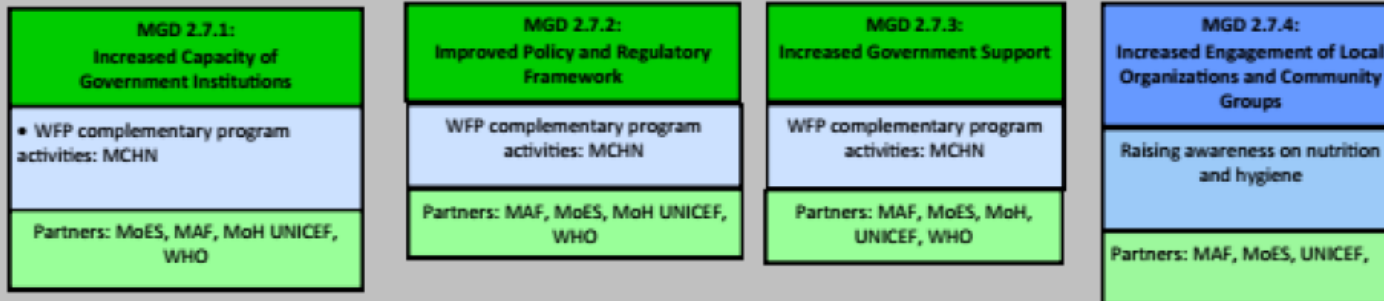 MGD 2.7.1:
Increased Capacity of
Government Institutions
• WFP complementary program
activities: MCHN
Partners: MoES, MAF, MoH UNICEF,
WHO
MGD 2.7.2:
Improved Policy and Regulatory
Framework
WFP complementary program
activities: MCHN
Partners: MAF, MoES, MoH UNICEF,
WHO
MGD 2.7.3:
Increased Government Support
WFP complementary program
activities: MCHN
Partners: MAF, MoES, MoH,
UNICEF, WHO
MGD 2.7.4:
Increased Engagement of Local
Organizations and Community
Groups
Raising awareness on nutrition
and hygiene
Partners: MAF, MoES, UNICEF,